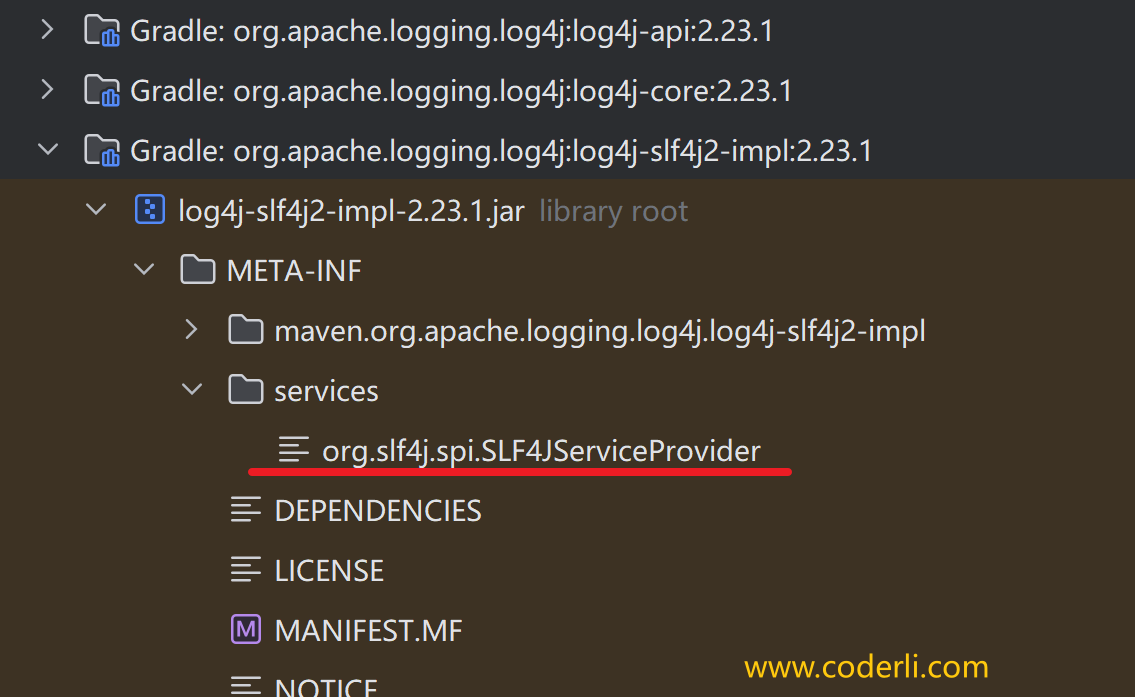 Gradle: org.apache.logging.log4j:log4j-api:2.23.1
Gradle: org.apache.logging.log4j:log4j-core:2.23.1
Gradle: org.apache.logging.log4j:log4j-slf4j2-impl:2.23.1
log4j-slf4j2-impl-2.23.1.jar library root
META-INF
maven.org.apache.logging.log4j.log4j-slf4j2-impl
services
org.slf4j.spi.SLF4JServiceProvider
DEPENDENCIES
LICENSE
M MANIFEST.MF
www.coderli.com
NOTICE